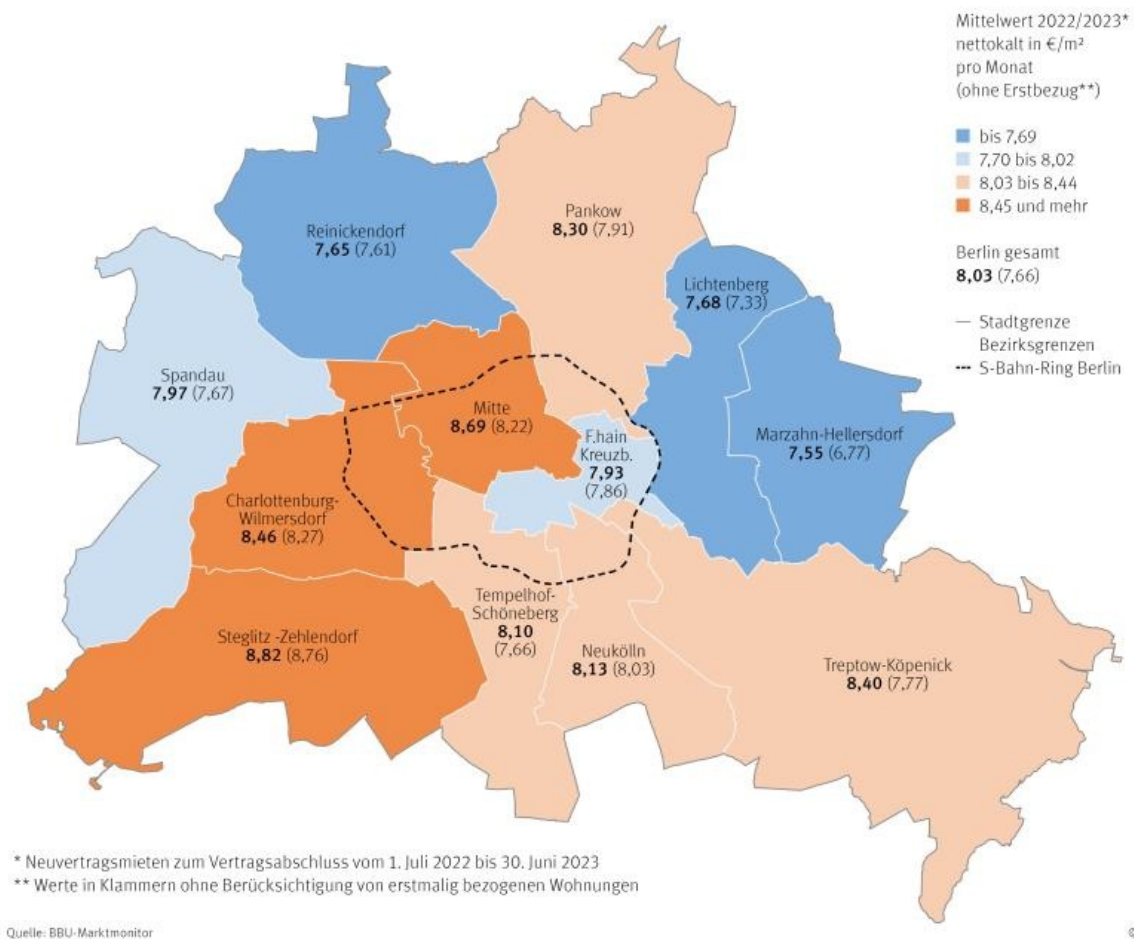 Mittelwert 2022/2023*
nettokalt in €/m²
pro Monat
(ohne Erstbezug**)
bis 7,69
7,70 bis 8,02
8,03 bis 8,44
8,45 und mehr
Berlin gesamt
8,03 (7,66)
Stadtgrenze
Bezirksgrenzen
S-Bahn-Ring Berlin
Pankow
8,30 (7,91)
Reinickendorf
7,65 (7,61)
Lichtenberg
7,68 (7,33)
Spandau
7,97 (7,67)
Mitte
8,69 (8,22)
F.hain
Kreuzb.
7,93
(7,86)
Marzahn-Hellersdorf
7,55 (6,77)
Charlottenburg-
Wilmersdorf
8,46 (8,27)
Tempelhof-
Schöneberg
8,10
(7,66)
Steglitz -Zehlendorf
8,82 (8,76)
Neukölln
8,13 (8,03)
Treptow-Köpenick
8,40 (7,77)
* Neuvertragsmieten zum Vertragsabschluss vom 1. Juli 2022 bis 30. Juni 2023
** Werte in Klammern ohne Berücksichtigung von erstmalig bezogenen Wohnungen
Quelle: BBU-Marktmonitor
©